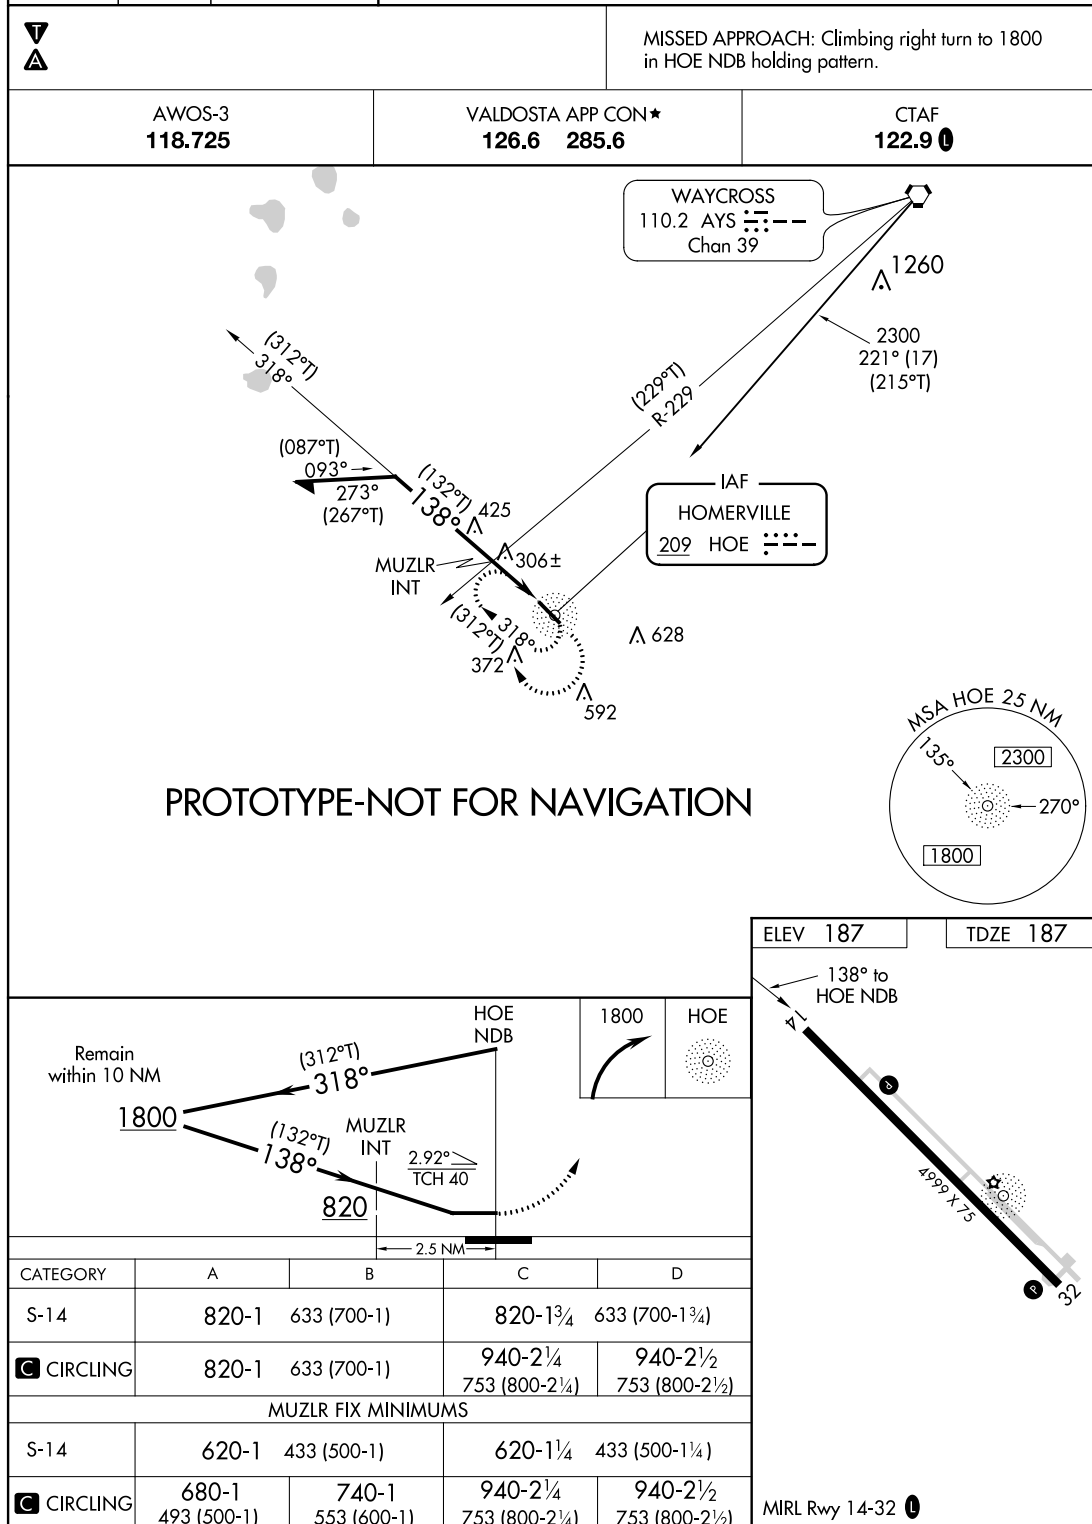 T
A
MISSED APPROACH: Climbing right turn to 1800
in HOE NDB holding pattern.
AWOS-3
118.725
VALDOSTA APP CON★
126.6 285.6
CTAF
122.9 L
WAYCROSS
110.2 AYS
Chan 39
1260
2300
221° (17)
(215°T)
(312°T)
318°
(229°T)
R-229
(087°T)
093°
273°
(267°T)
(132°T)
138°
425
306±
MUZLR
INT
IAF
HOMERVILLE
209 HOE
318°
(312°T)
372
628
592
MSA HOE 25 NM
135°
2300
270°
1800
PROTOTYPE-NOT FOR NAVIGATION
ELEV 187
TDZE 187
138° to
HOE NDB
14
P
4999 X 75
P
32
MIRL Rwy 14-32 L
Remain
within 10 NM
HOE
NDB
1800
HOE
(312°T)
318°
1800
(132°T)
138°
MUZLR
INT
2.92°
TCH 40
820
2.5 NM
CATEGORY A B C D
S-14 820-1 633 (700-1) 820-1¾ 633 (700-1¾)
C CIRCLING 820-1 633 (700-1) 940-2¼ 940-2½
753 (800-2¼) 753 (800-2½)
MUZLR FIX MINIMUMS
S-14 620-1 433 (500-1) 620-1¼ 433 (500-1¼)
C CIRCLING 680-1 740-1 940-2¼ 940-2½
493 (500-1) 553 (600-1) 753 (800-2¼) 753 (800-2½)